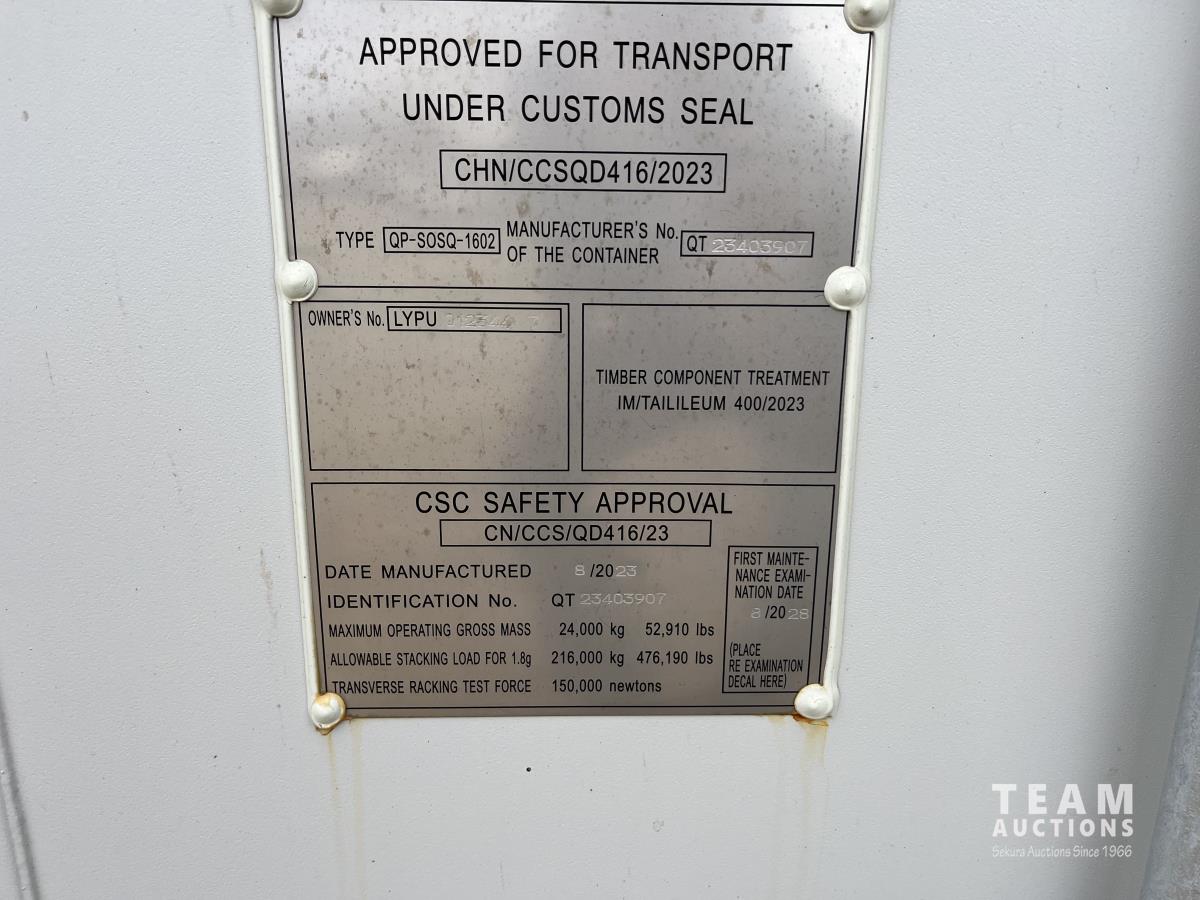 APPROVED FOR TRANSPORT
UNDER CUSTOMS SEAL
CHN/CCSQD416/2023
TYPE QP-SOSQ-1602 MANUFACTURER'S No. OF THE CONTAINER QT 23403907
OWNER'S No. LYPU
TIMBER COMPONENT TREATMENT
IM/TAILILEUM 400/2023
CSC SAFETY APPROVAL
CN/CCS/QD416/23
DATE MANUFACTURED 8/2023
IDENTIFICATION No. QT 23403907
MAXIMUM OPERATING GROSS MASS 24,000 kg 52,910 lbs
ALLOWABLE STACKING LOAD FOR 1.8g 216,000 kg 476,190 lbs
TRANSVERSE RACKING TEST FORCE 150,000 newtons
FIRST MAINTE-
NANCE EXAMI-
NATION DATE
8/2028
(PLACE
RE EXAMINATION
DECAL HERE)
TEAM
AUCTIONS
Sekura Auctions Since 1966